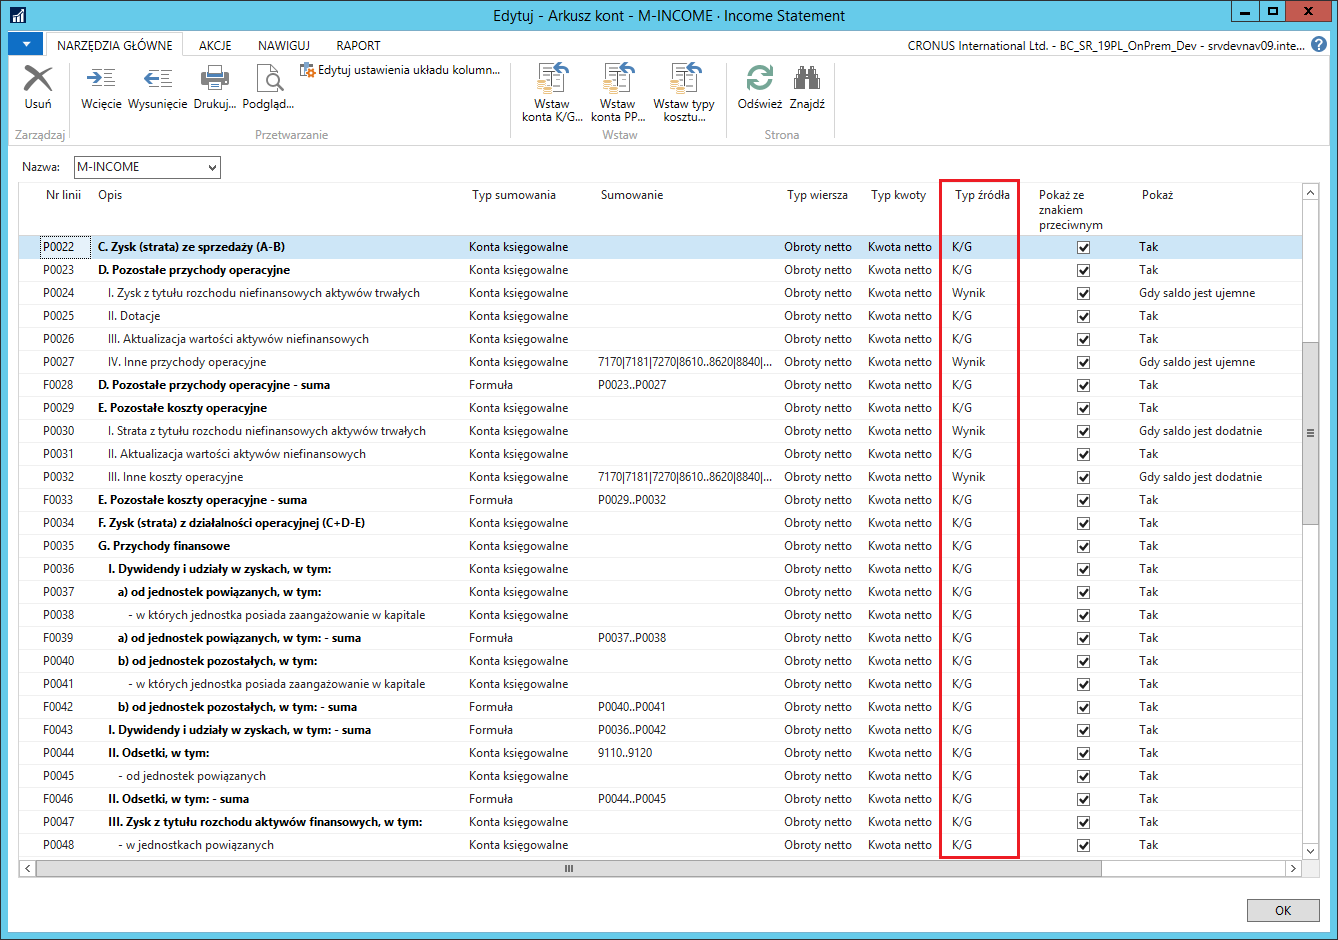 Edytuj - Arkusz kont - M-INCOME · Income Statement
NARZĘDZIA GŁÓWNE AKCJE NAWIGUJ RAPORT CRONUS International Ltd. - BC_SR_19PL_OnPrem_Dev - srvdevnav09.inte...
Usuń
Wcięcie
Wysunięcie
Drukuj...
Podgląd...
Edytuj ustawienia układu kolumn...
Wstaw konta K/G...
Wstaw konta PP...
Wstaw typy kosztu...
Odśwież
Znajdź
Zarządzaj Przetwarzanie Wstaw Strona
Nazwa: M-INCOME
Nr linii Opis Typ sumowania Sumowanie Typ wiersza Typ kwoty Typ źródła Pokaż ze znakiem przeciwnym Pokaż
P0022 C. Zysk (strata) ze sprzedaży (A-B) Konta księgowalne Obroty netto Kwota netto K/G Tak
P0023 D. Pozostałe przychody operacyjne Konta księgowalne Obroty netto Kwota netto K/G Tak
P0024 I. Zysk z tytułu rozchodu niefinansowych aktywów trwałych Konta księgowalne Obroty netto Kwota netto Wynik Gdy saldo jest ujemne
P0025 II. Dotacje Konta księgowalne Obroty netto Kwota netto K/G Tak
P0026 III. Aktualizacja wartości aktywów niefinansowych Konta księgowalne Obroty netto Kwota netto K/G Tak
P0027 IV. Inne przychody operacyjne Konta księgowalne 7170|7181|7270|8610..8620|8840|... Obroty netto Kwota netto Wynik Gdy saldo jest ujemne
F0028 D. Pozostałe przychody operacyjne - suma Formuła P0023..P0027 Obroty netto Kwota netto K/G Tak
P0029 E. Pozostałe koszty operacyjne Konta księgowalne Obroty netto Kwota netto K/G Tak
P0030 I. Strata z tytułu rozchodu niefinansowych aktywów trwałych Konta księgowalne Obroty netto Kwota netto Wynik Gdy saldo jest dodatnie
P0031 II. Aktualizacja wartości aktywów niefinansowych Konta księgowalne Obroty netto Kwota netto K/G Tak
P0032 III. Inne koszty operacyjne Konta księgowalne 7170|7181|7270|8610..8620|8840|... Obroty netto Kwota netto Wynik Gdy saldo jest dodatnie
F0033 E. Pozostałe koszty operacyjne - suma Formuła P0029..P0032 Obroty netto Kwota netto K/G Tak
P0034 F. Zysk (strata) z działalności operacyjnej (C+D-E) Konta księgowalne Obroty netto Kwota netto K/G Tak
P0035 G. Przychody finansowe Konta księgowalne Obroty netto Kwota netto K/G Tak
P0036 I. Dywidendy i udziały w zyskach, w tym: Konta księgowalne Obroty netto Kwota netto K/G Tak
P0037 a) od jednostek powiązanych, w tym: Konta księgowalne Obroty netto Kwota netto K/G Tak
P0038 - w których jednostka posiada zaangażowanie w kapitale Konta księgowalne Obroty netto Kwota netto K/G Tak
F0039 a) od jednostek powiązanych, w tym: - suma Formuła P0037..P0038 Obroty netto Kwota netto K/G Tak
P0040 b) od jednostek pozostałych, w tym: Konta księgowalne Obroty netto Kwota netto K/G Tak
P0041 - w których jednostka posiada zaangażowanie w kapitale Konta księgowalne Obroty netto Kwota netto K/G Tak
F0042 b) od jednostek pozostałych, w tym: - suma Formuła P0040..P0041 Obroty netto Kwota netto K/G Tak
F0043 I. Dywidendy i udziały w zyskach, w tym: - suma Formuła P0036..P0042 Obroty netto Kwota netto K/G Tak
P0044 II. Odsetki, w tym: Konta księgowalne 9110..9120 Obroty netto Kwota netto K/G Tak
P0045 - od jednostek powiązanych Konta księgowalne Obroty netto Kwota netto K/G Tak
F0046 II. Odsetki, w tym: - suma Formuła P0044..P0045 Obroty netto Kwota netto K/G Tak
P0047 III. Zysk z tytułu rozchodu aktywów finansowych, w tym: Konta księgowalne Obroty netto Kwota netto K/G Tak
P0048 - w jednostkach powiązanych Konta księgowalne Obroty netto Kwota netto K/G Tak
OK